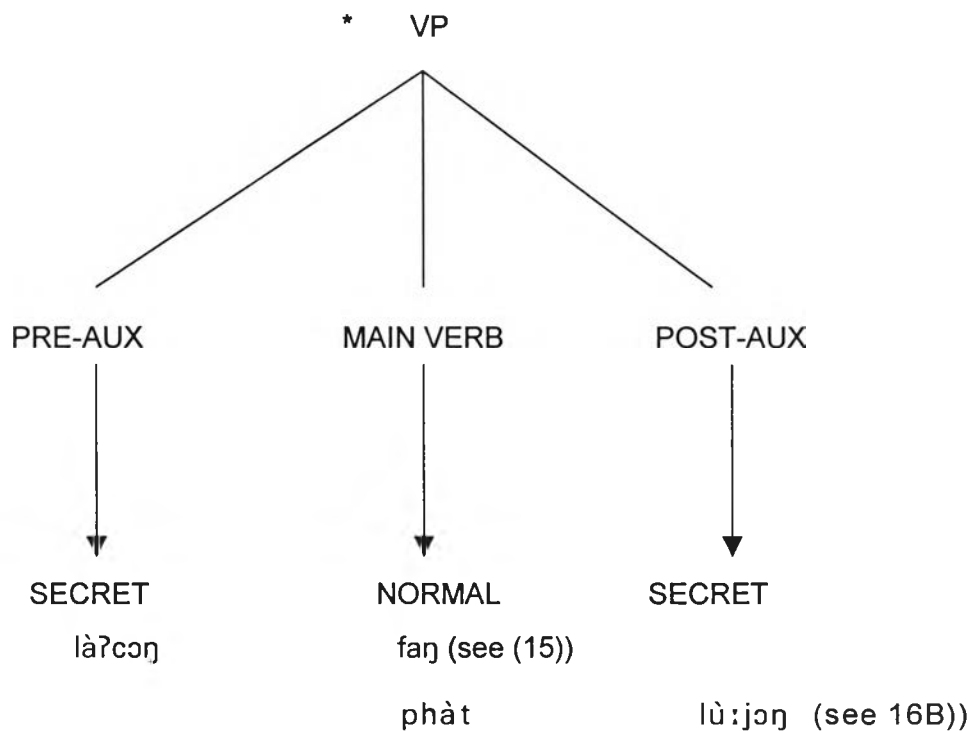 * VP
PRE-AUX MAIN VERB POST-AUX
SECRET NORMAL SECRET
làʔcɔŋ faŋ (see (15))
phàt lù:jɔŋ (see 16B))